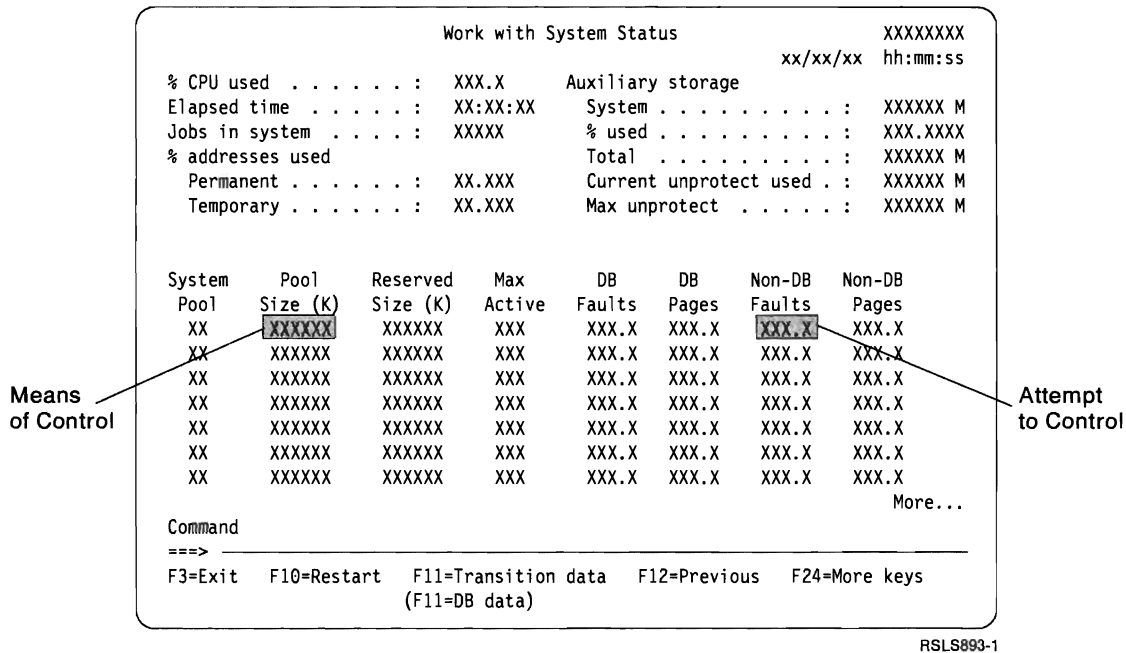 Work with System Status XXXXXXXX
xx/xx/xx hh:mm:ss
% CPU used . . . . . . : XXX.X Auxiliary storage
Elapsed time . . . . . : XX:XX:XX System . . . . . . . . . : XXXXXX M
Jobs in system . . . . : XXXXX % used . . . . . . . . . : XXX.XXXX
% addresses used Total . . . . . . . . . : XXXXXX M
Permanent . . . . . . : XX.XXX Current unprotect used . : XXXXXX M
Temporary . . . . . . : XX.XXX Max unprotect . . . . . : XXXXXX M
System Pool Reserved Max DB DB Non-DB Non-DB
Pool Size (K) Size (K) Active Faults Pages Faults Pages
XX XXXXXX XXXXXX XXX XXX.X XXX.X XXX.X XXX.X
XX XXXXXX XXXXXX XXX XXX.X XXX.X XXX.X XXX.X
XX XXXXXX XXXXXX XXX XXX.X XXX.X XXX.X XXX.X
Means
of Control
Attempt
to Control
XX XXXXXX XXXXXX XXX XXX.X XXX.X XXX.X XXX.X
XX XXXXXX XXXXXX XXX XXX.X XXX.X XXX.X XXX.X
XX XXXXXX XXXXXX XXX XXX.X XXX.X XXX.X XXX.X
XX XXXXXX XXXXXX XXX XXX.X XXX.X XXX.X XXX.X
More...
Command
===>
F3=Exit F10=Restart F11=Transition data F12=Previous F24=More keys
(F11=DB data)
RSLS893-1